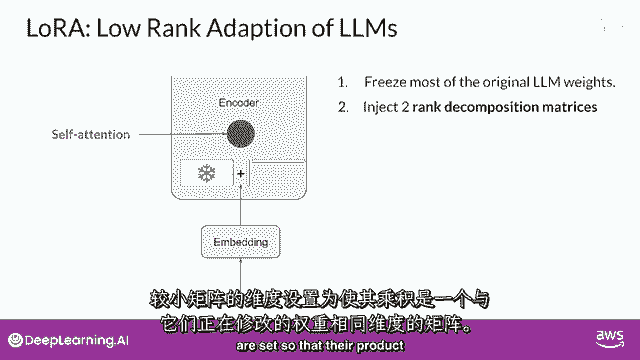 LoRA: Low Rank Adaption of LLMs
1. Freeze most of the original LLM weights.
2. Inject 2 rank decomposition matrices
Encoder
Self-attention
+
Embedding
较小矩阵的维度设置为使其乘积是一个与
它们正在修改的权重相同维度的矩阵。
are set so that their product
DeepLearning.AI
aws